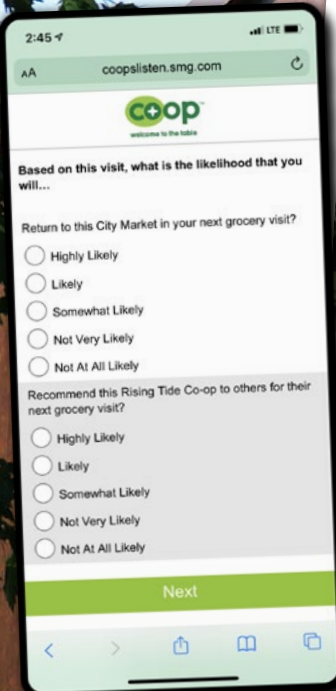 2:45
LTE
AA
coopslisten.smg.com
coop™
welcome to the table
Based on this visit, what is the likelihood that you
will...
Return to this City Market in your next grocery visit?
Highly Likely
Likely
Somewhat Likely
Not Very Likely
Not At All Likely
Recommend this Rising Tide Co-op to others for their
next grocery visit?
Highly Likely
Likely
Somewhat Likely
Not Very Likely
Not At All Likely
Next